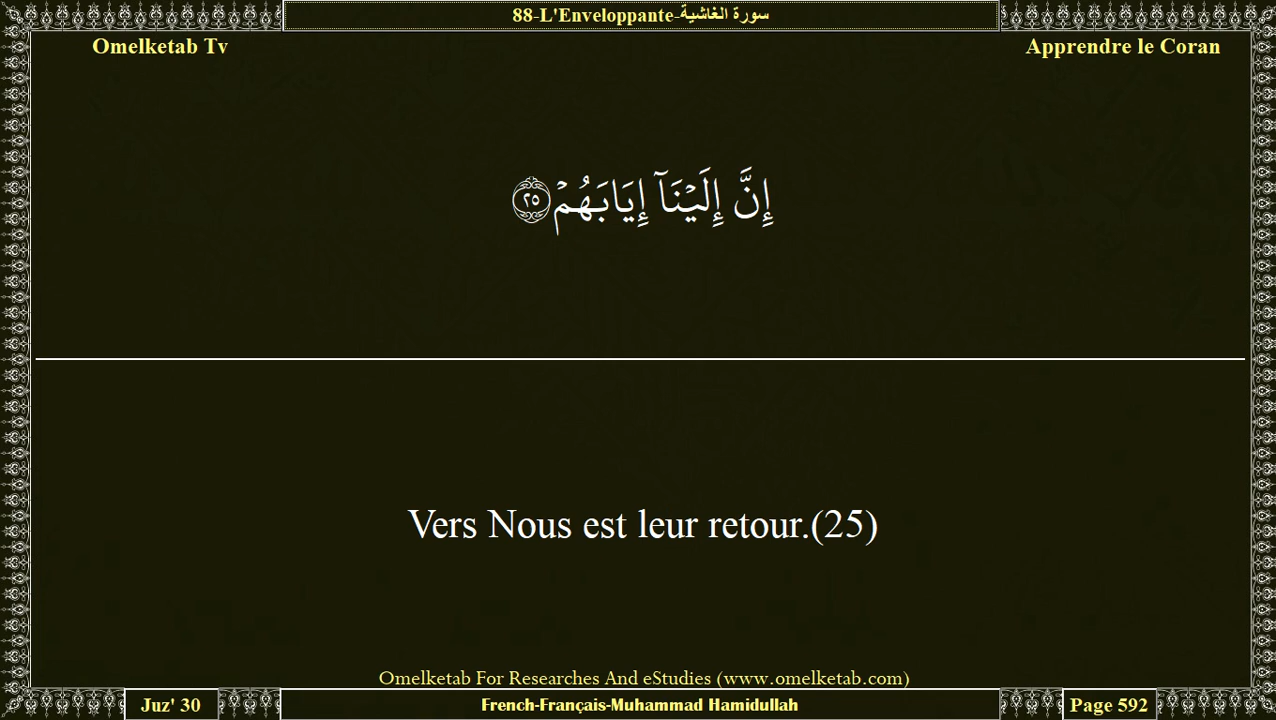 88-L'Enveloppante-سورة الغاشية
Omelketab Tv
Apprendre le Coran
إِنَّ إِلَيۡنَآ إِيَابَهُمۡ ٢٥
Vers Nous est leur retour.(25)
Omelketab For Researches And eStudies (www.omelketab.com)
Juz' 30
French-Français-Muhammad Hamidullah
Page 592